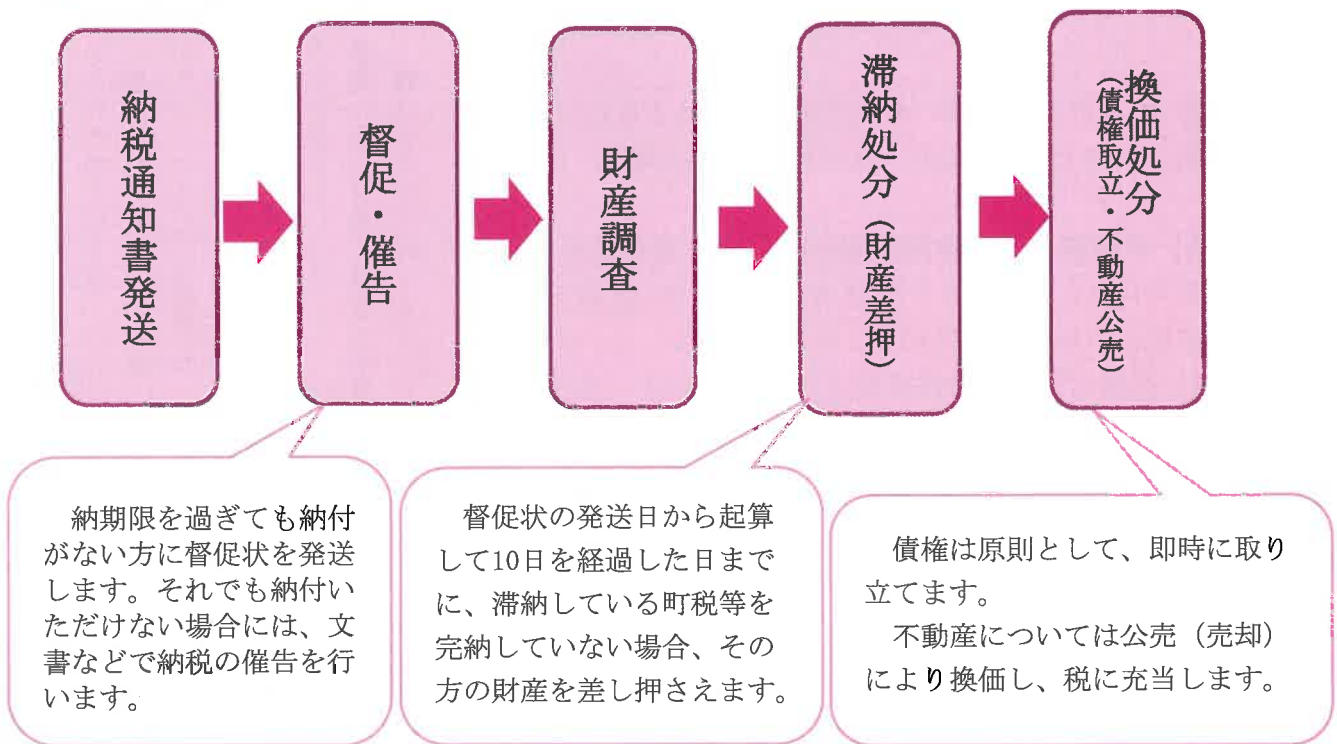 納税通知書発送
督促・催告
財産調査
滞納処分（財産差押）
換価処分
（債権取立・不動産公売）
納期限を過ぎても納付
がない方に督促状を発送
します。それでも納付い
ただけない場合には、文
書などで納税の催告を行
います。
督促状の発送日から起算
して10日を経過した日まで
に、滞納している町税等を
完納していない場合、その
方の財産を差し押さえます。
債権は原則として、即時に取り
立てます。
不動産については公売（売却）
により換価し、税に充当します。